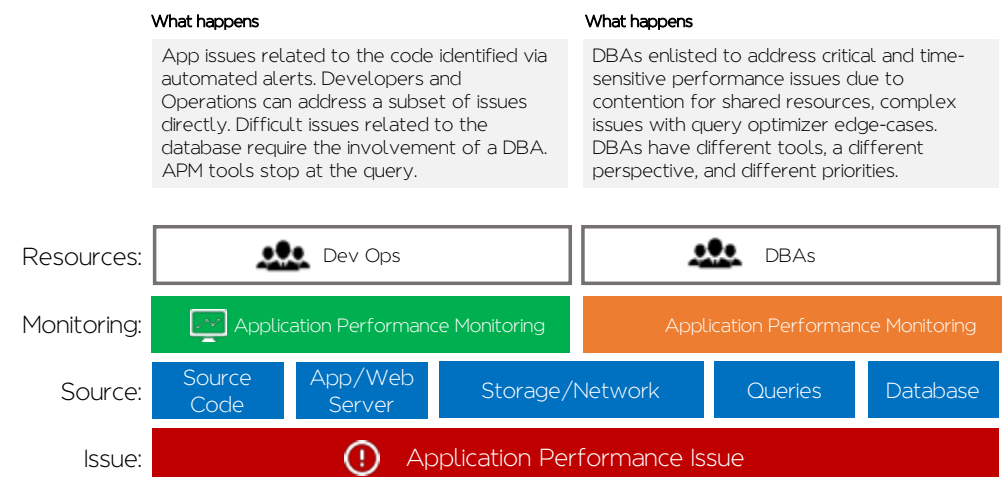 What happens
App issues related to the code identified via
automated alerts. Developers and
Operations can address a subset of issues
directly. Difficult issues related to the
database require the involvement of a DBA.
APM tools stop at the query.
What happens
DBAs enlisted to address critical and time-
sensitive performance issues due to
contention for shared resources, complex
issues with query optimizer edge-cases.
DBAs have different tools, a different
perspective, and different priorities.
Resources:
Dev Ops
DBAs
Monitoring:
Application Performance Monitoring
Application Performance Monitoring
Source:
Source
Code
App/Web
Server
Storage/Network
Queries
Database
Issue:
Application Performance Issue